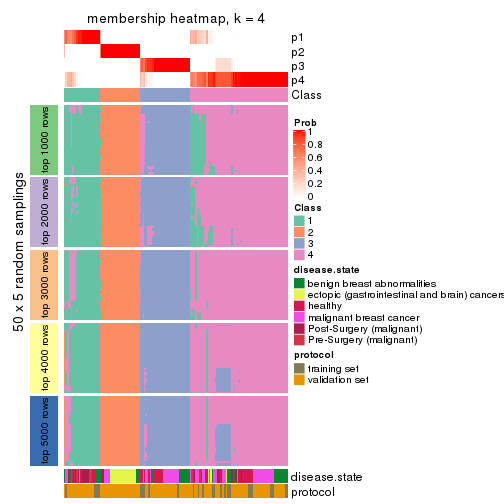 membership heatmap, k = 4
p1
p2
p3
p4
Class
50 x 5 random samplings
top 1000 rows
top 2000 rows
top 3000 rows
top 4000 rows
top 5000 rows
disease.state
protocol
Prob
1
0.8
0.6
0.4
0.2
0
Class
1
2
3
4
disease.state
benign breast abnormalities
ectopic (gastrointestinal and brain) cancers
healthy
malignant breast cancer
Post-Surgery (malignant)
Pre-Surgery (malignant)
protocol
training set
validation set